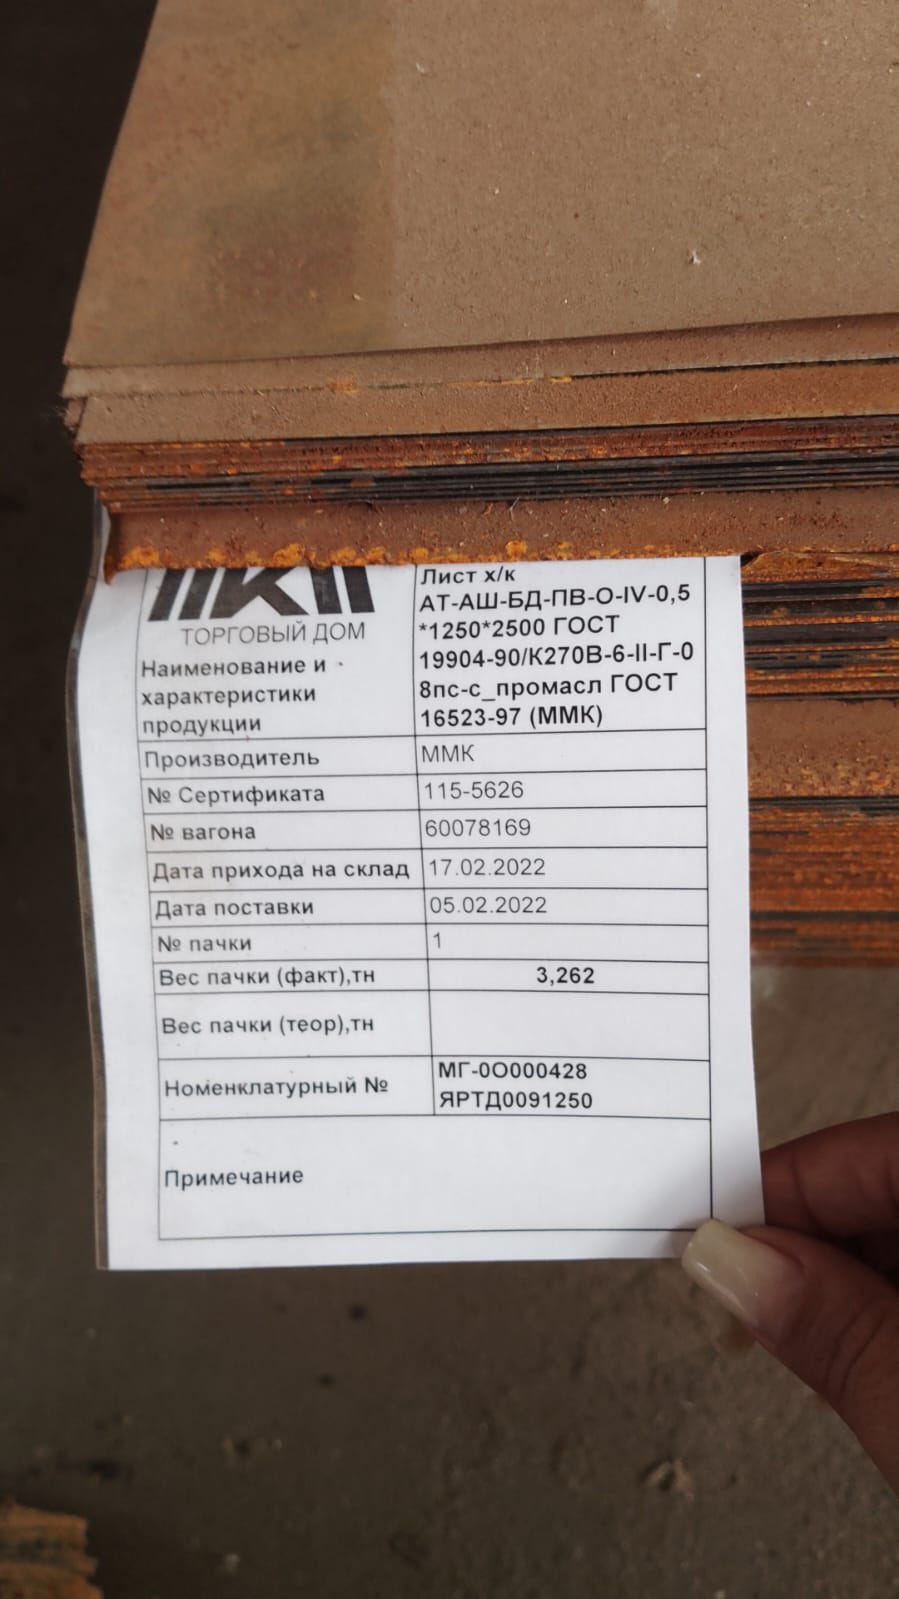 ТОРГОВЫЙ ДОМ
Наименование и
характеристики
продукции
Лист х/к
АТ-АШ-БД-ПВ-О-IV-0,5
*1250*2500 ГОСТ
19904-90/К270В-6-II-Г-0
8пс-с_промасл ГОСТ
16523-97 (ММК)
Производитель ММК
№ Сертификата 115-5626
№ вагона 60078169
Дата прихода на склад 17.02.2022
Дата поставки 05.02.2022
№ пачки 1
Вес пачки (факт),тн 3,262
Вес пачки (теор),тн
Номенклатурный № МГ-0О000428
ЯРТД0091250
Примечание